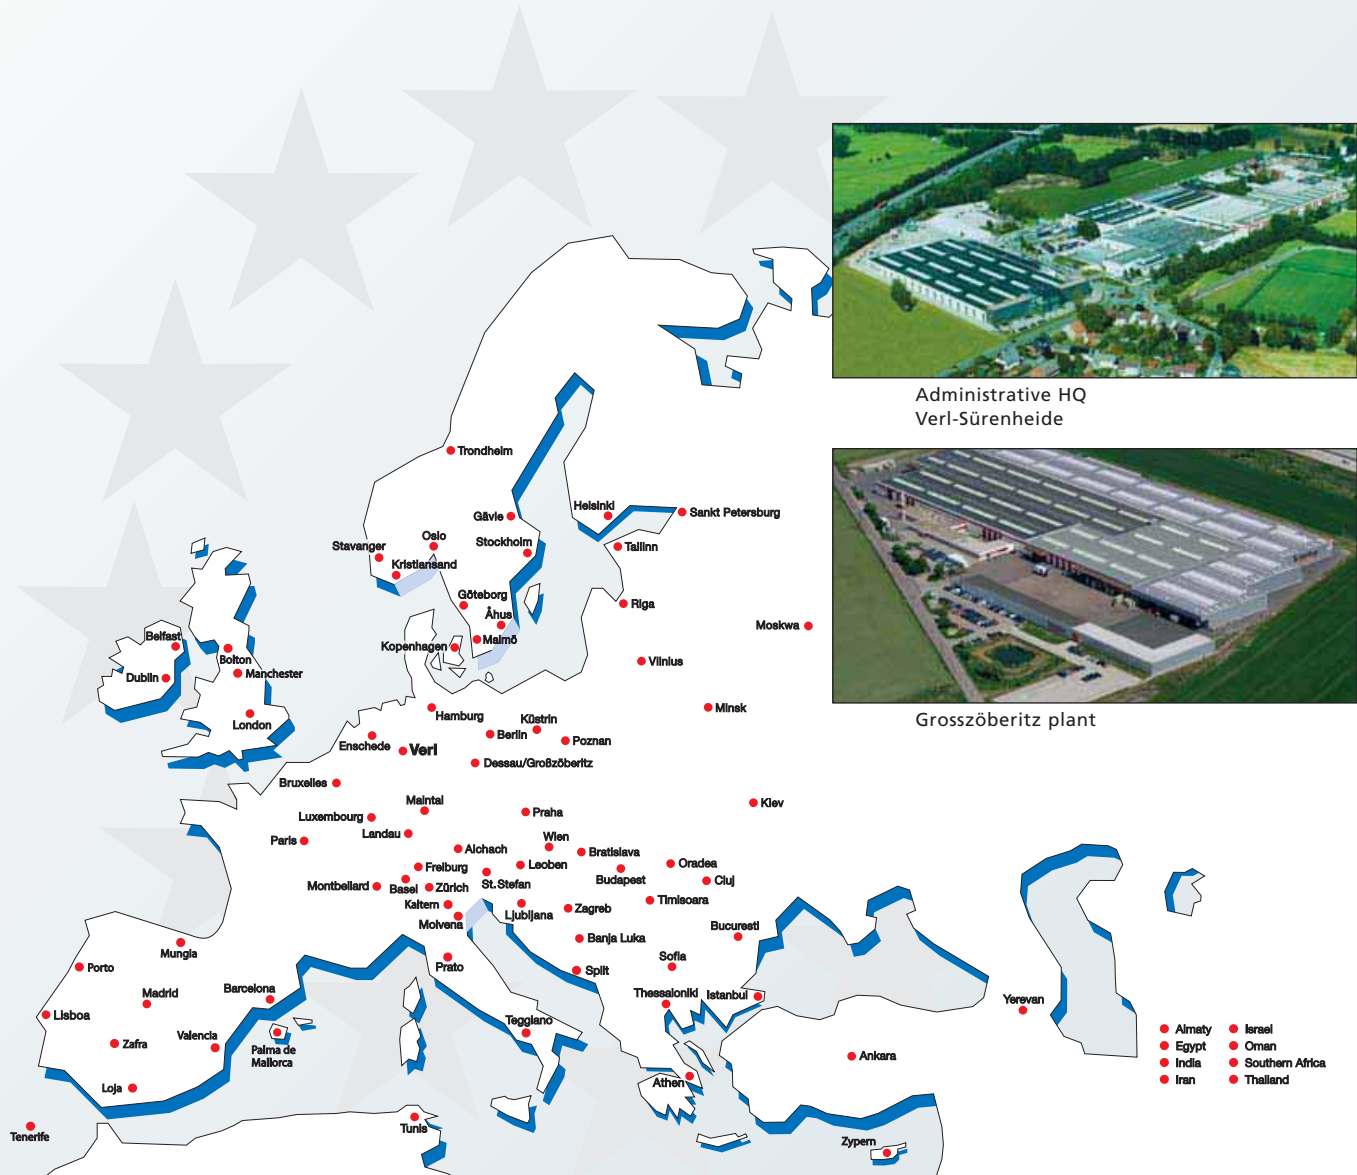 Administrative HQ
Verl-Sürenheide
Grosszöberitz plant
Trondheim
Gävle
Helsinki
Sankt Petersburg
Oslo
Stockholm
Stavanger
Tallinn
Kristiansand
Göteborg
Riga
Åhus
Moskwa
Belfast
Malmö
Kopenhagen
Bolton
Vilnius
Manchester
Dublin
London
Hamburg
Minsk
Küstrin
Berlin
Enschede
Verl
Poznan
Dessau/Großzöberitz
Bruxelles
Maintal
Kiev
Luxembourg
Praha
Landau
Paris
Wien
Aichach
Bratislava
Freiburg
Leoben
Oradea
Montbeliard
Basel
Zürich
St. Stefan
Budapest
Cluj
Kaltern
Timisoara
Molvena
Ljubljana
Zagreb
Bucuresti
Banja Luka
Mungia
Porto
Prato
Split
Sofia
Barcelona
Madrid
Thessaloniki
Istanbul
Yerevan
Lisboa
Teggiano
Zafra
Valencia
Palma de
Mallorca
Ankara
Loja
Athen
Tenerife
Tunis
Zypern
Almaty
Israel
Egypt
Oman
India
Southern Africa
Iran
Thailand